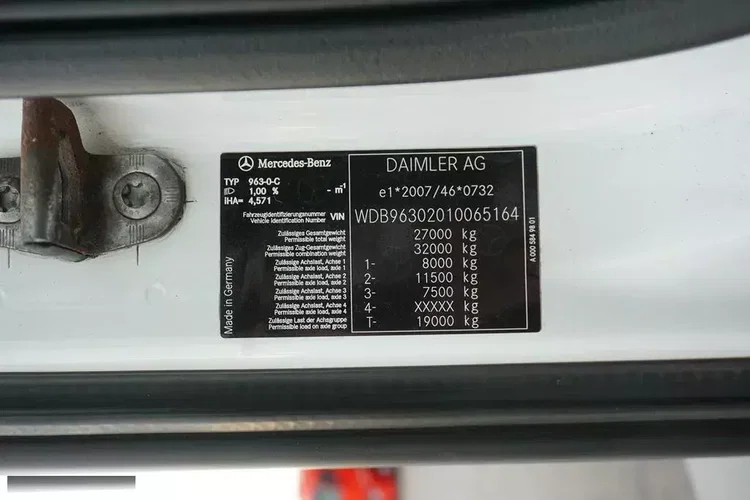 Mercedes-Benz
TYP 963-0-C
1,00 % - m-1
iHA= 4,571
Fahrzeugidentifizierungsnummer
Vehicle Identification Number VIN
Zulässiges Gesamtgewicht
Permissible total weight
Zulässiges Zug-Gesamtgewicht
Permissible combination weight
Zulässige Achslast, Achse 1
Permissible axle load, axle 1
Zulässige Achslast, Achse 2
Permissible axle load, axle 2
Zulässige Achslast, Achse 3
Permissible axle load, axle 3
Zulässige Achslast, Achse 4
Permissible axle load, axle 4
Zulässige Last der Achsgruppe
Permissible load on axle group
Made in Germany
DAIMLER AG
e1*2007/46*0732
WDB96302010065164
27000 kg
32000 kg
1- 8000 kg
2- 11500 kg
3- 7500 kg
4- XXXXX kg
T- 19000 kg
A 000 584 98 01